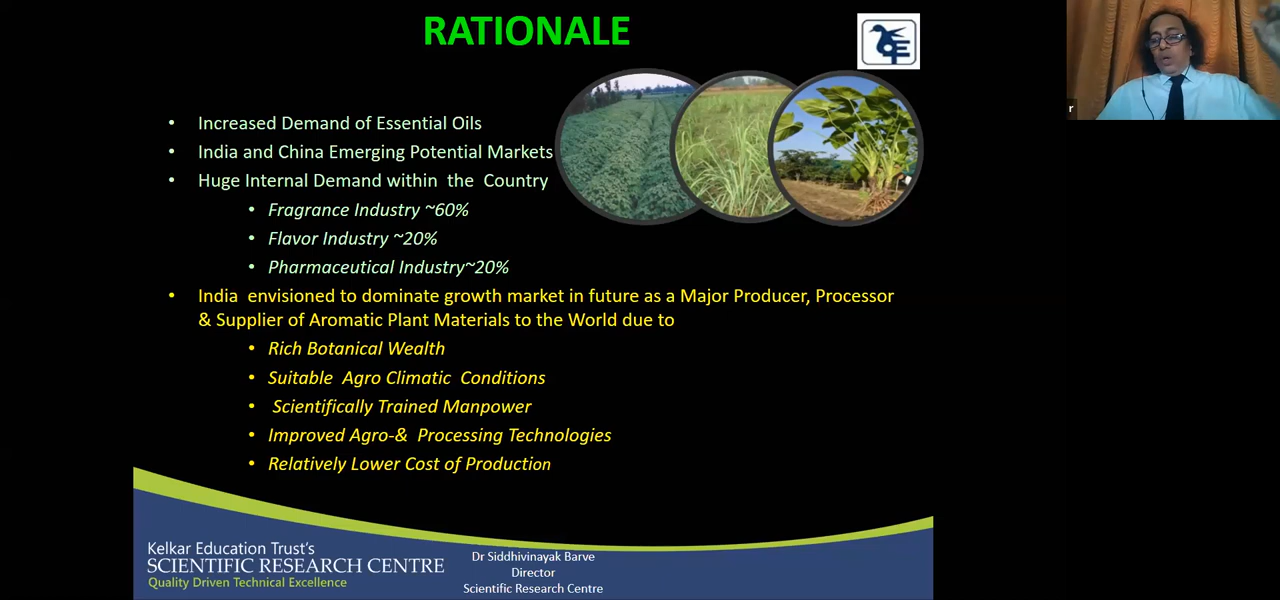 RATIONALE
• Increased Demand of Essential Oils
• India and China Emerging Potential Markets
• Huge Internal Demand within the Country
• Fragrance Industry ~60%
• Flavor Industry ~20%
• Pharmaceutical Industry~20%
• India envisioned to dominate growth market in future as a Major Producer, Processor
& Supplier of Aromatic Plant Materials to the World due to
• Rich Botanical Wealth
• Suitable Agro Climatic Conditions
• Scientifically Trained Manpower
• Improved Agro-& Processing Technologies
• Relatively Lower Cost of Production
Kelkar Education Trust's
SCIENTIFIC RESEARCH CENTRE
Quality Driven Technical Excellence
Dr Siddhivinayak Barve
Director
Scientific Research Centre
r